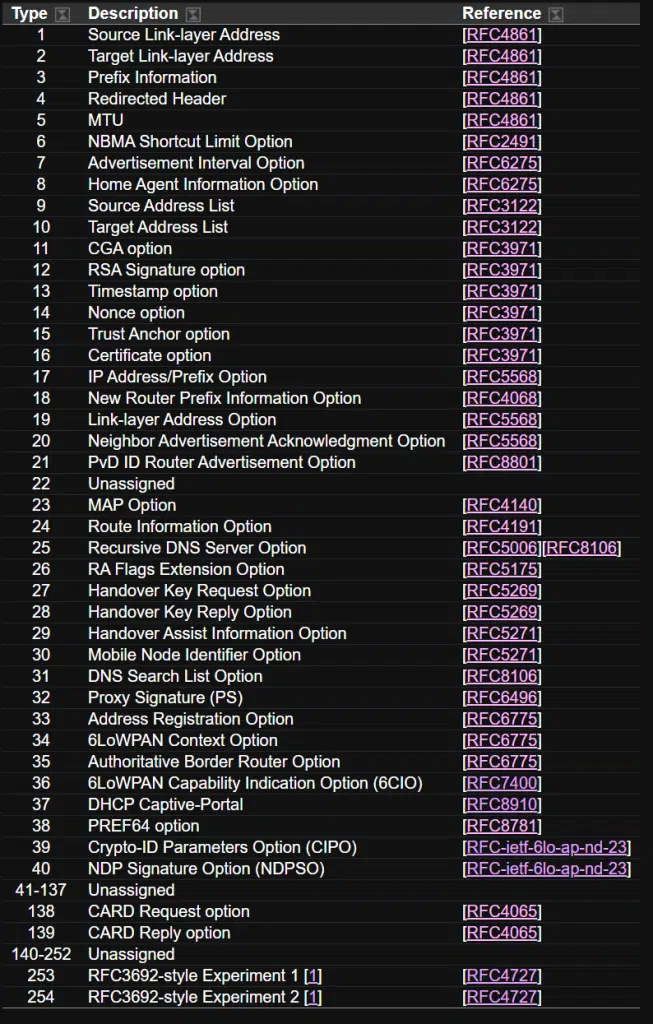 Type Description Reference
1 Source Link-layer Address [RFC4861]
2 Target Link-layer Address [RFC4861]
3 Prefix Information [RFC4861]
4 Redirected Header [RFC4861]
5 MTU [RFC4861]
6 NBMA Shortcut Limit Option [RFC2491]
7 Advertisement Interval Option [RFC6275]
8 Home Agent Information Option [RFC6275]
9 Source Address List [RFC3122]
10 Target Address List [RFC3122]
11 CGA option [RFC3971]
12 RSA Signature option [RFC3971]
13 Timestamp option [RFC3971]
14 Nonce option [RFC3971]
15 Trust Anchor option [RFC3971]
16 Certificate option [RFC3971]
17 IP Address/Prefix Option [RFC5568]
18 New Router Prefix Information Option [RFC4068]
19 Link-layer Address Option [RFC5568]
20 Neighbor Advertisement Acknowledgment Option [RFC5568]
21 PvD ID Router Advertisement Option [RFC8801]
22 Unassigned
23 MAP Option [RFC4140]
24 Route Information Option [RFC4191]
25 Recursive DNS Server Option [RFC5006][RFC8106]
26 RA Flags Extension Option [RFC5175]
27 Handover Key Request Option [RFC5269]
28 Handover Key Reply Option [RFC5269]
29 Handover Assist Information Option [RFC5271]
30 Mobile Node Identifier Option [RFC5271]
31 DNS Search List Option [RFC8106]
32 Proxy Signature (PS) [RFC6496]
33 Address Registration Option [RFC6775]
34 6LoWPAN Context Option [RFC6775]
35 Authoritative Border Router Option [RFC6775]
36 6LoWPAN Capability Indication Option (6CIO) [RFC7400]
37 DHCP Captive-Portal [RFC8910]
38 PREF64 option [RFC8781]
39 Crypto-ID Parameters Option (CIPO) [RFC-ietf-6lo-ap-nd-23]
40 NDP Signature Option (NDPSO) [RFC-ietf-6lo-ap-nd-23]
41-137 Unassigned
138 CARD Request option [RFC4065]
139 CARD Reply option [RFC4065]
140-252 Unassigned
253 RFC3692-style Experiment 1 [1] [RFC4727]
254 RFC3692-style Experiment 2 [1] [RFC4727]